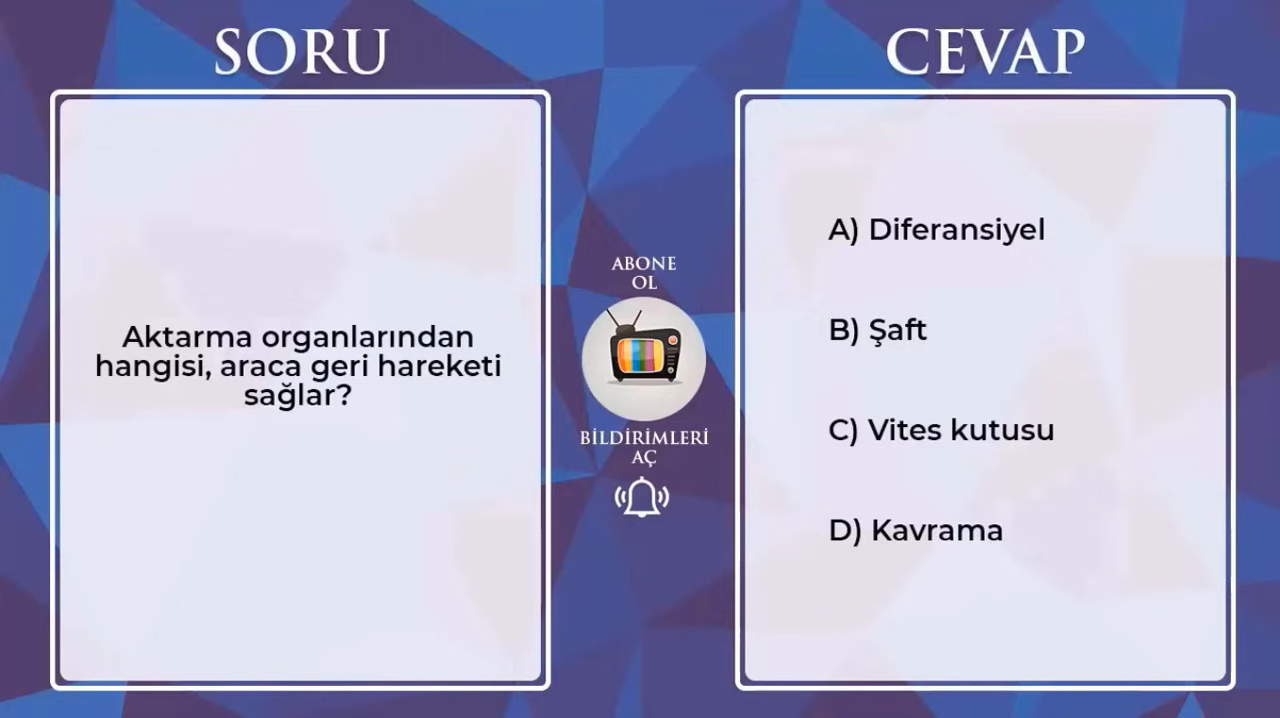 SORU
Aktarma organlarından
hangisi, araca geri hareketi
sağlar?
ABONE
OL
BİLDİRİMLERİ
AÇ
CEVAP
A) Diferansiyel
B) Şaft
C) Vites kutusu
D) Kavrama